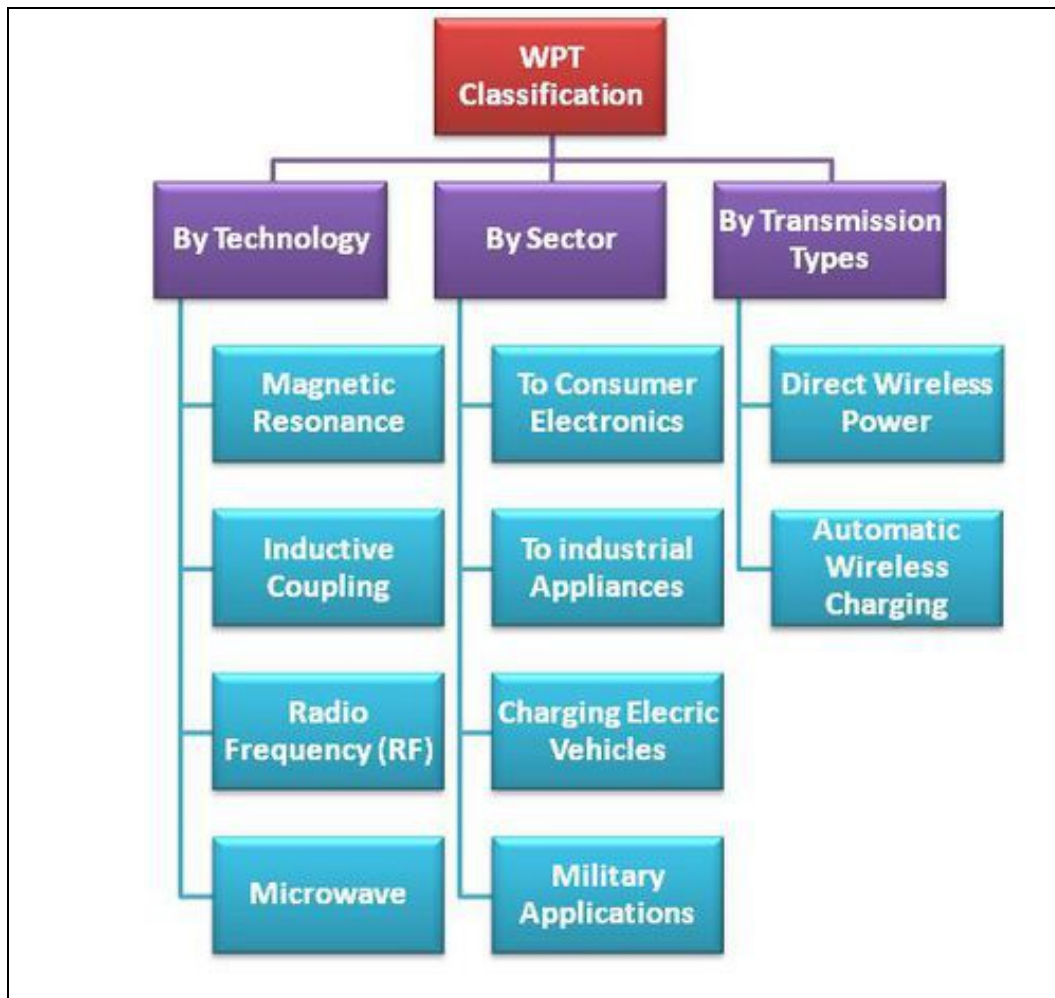 WPT
Classification
By Technology
By Sector
By Transmission
Types
Magnetic
Resonance
Inductive
Coupling
Radio
Frequency (RF)
Microwave
To Consumer
Electronics
To industrial
Appliances
Charging Elecric
Vehicles
Military
Applications
Direct Wireless
Power
Automatic
Wireless
Charging